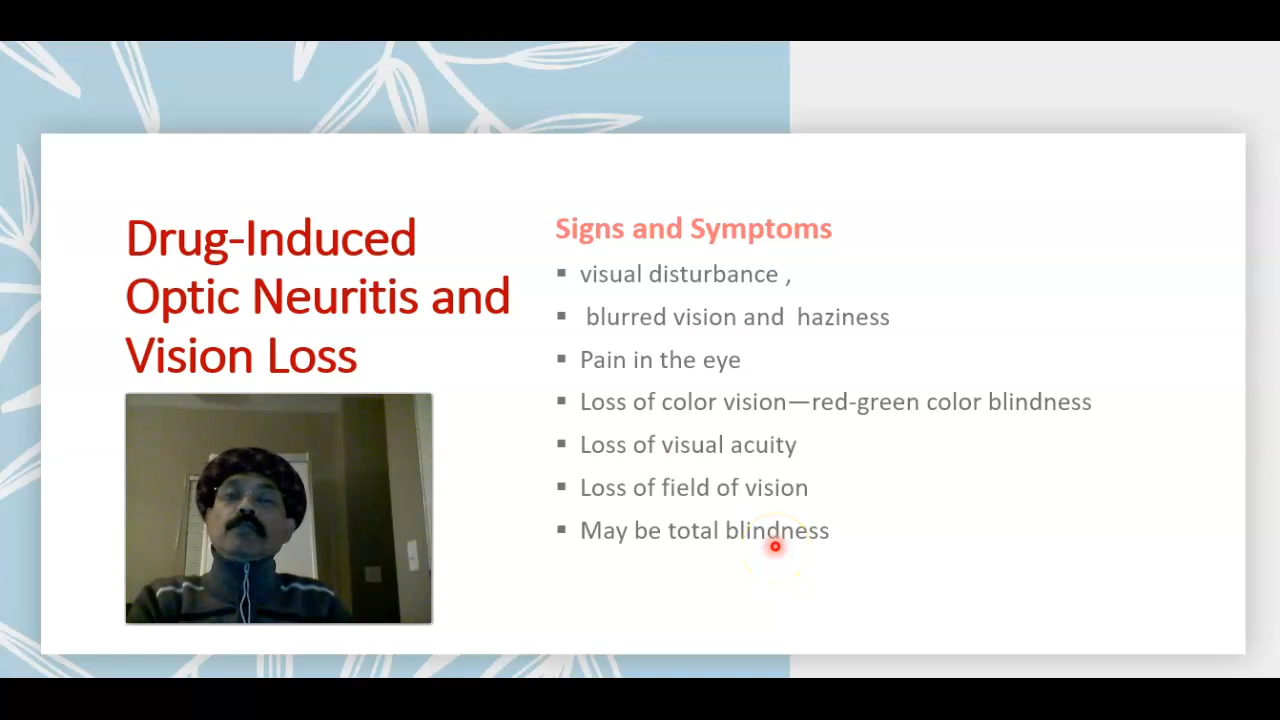 Drug-Induced
Optic Neuritis and
Vision Loss
Signs and Symptoms
▪ visual disturbance ,
▪ blurred vision and  haziness
▪ Pain in the eye
▪ Loss of color vision—red-green color blindness
▪ Loss of visual acuity
▪ Loss of field of vision
▪ May be total blindness